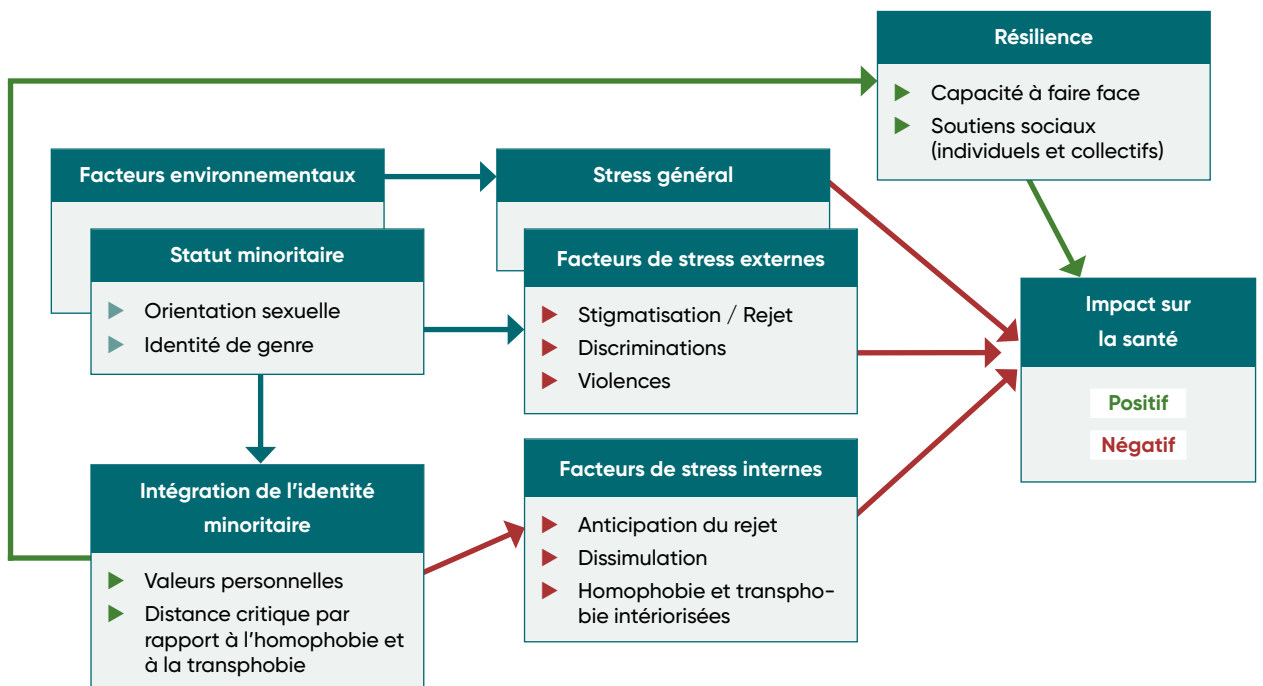 Résilience
Capacité à faire face
Soutiens sociaux
(individuels et collectifs)
Facteurs environnementaux
Stress général
Statut minoritaire
Orientation sexuelle
Identité de genre
Facteurs de stress externes
Stigmatisation / Rejet
Discriminations
Violences
Impact sur
la santé
Positif
Négatif
Intégration de l'identité
minoritaire
Valeurs personnelles
Distance critique par
rapport à l'homophobie et
à la transphobie
Facteurs de stress internes
Anticipation du rejet
Dissimulation
Homophobie et transpho-
bie intériorisées